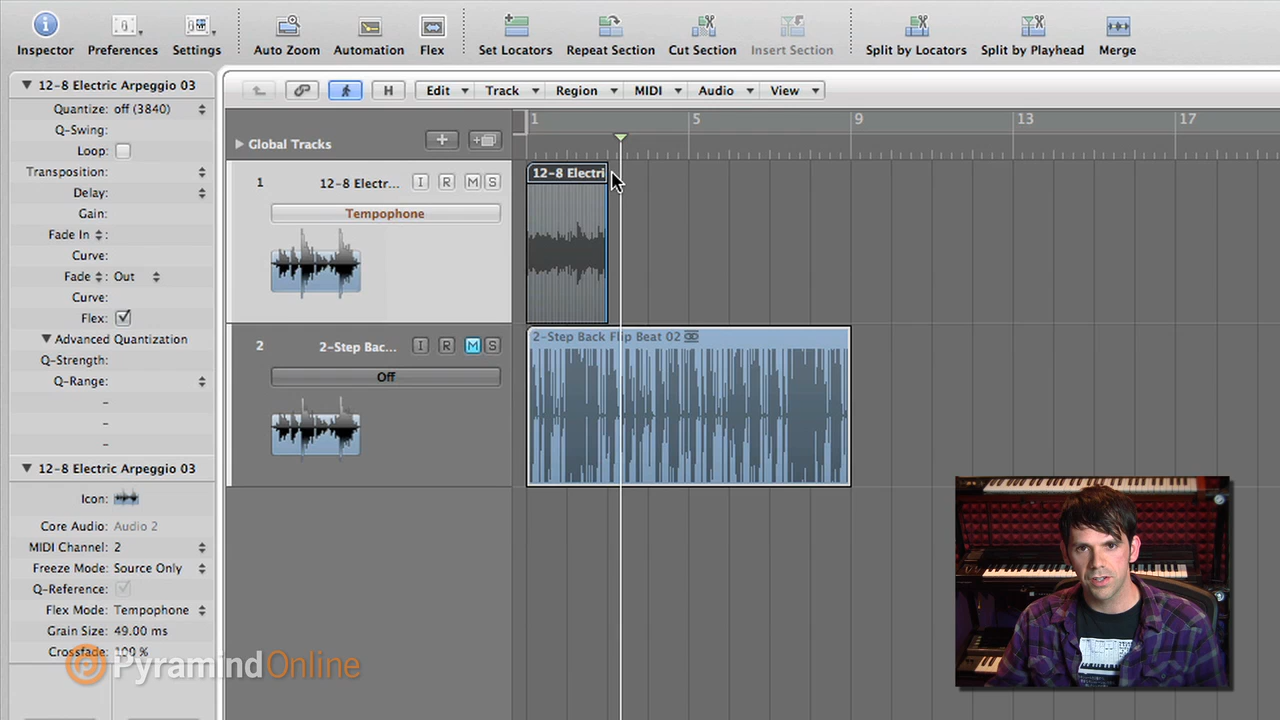 Inspector Preferences Settings Auto Zoom Automation Flex Set Locators Repeat Section Cut Section Insert Section Split by Locators Split by Playhead Merge
12-8 Electric Arpeggio 03
Quantize: off (3840)
Q-Swing:
Loop:
Transposition:
Delay:
Gain:
Fade In :
Curve:
Fade : Out
Curve:
Flex:
Advanced Quantization
Q-Strength:
Q-Range:
-
-
-
12-8 Electric Arpeggio 03
Icon:
Core Audio: Audio 2
MIDI Channel: 2
Freeze Mode: Source Only
Q-Reference:
Flex Mode: Tempophone
Grain Size: 49.00 ms
Crossfade: 100 %
PyramindOnline
H Edit Track Region MIDI Audio View
1 5 9 13 17
Global Tracks
1 12-8 Electr... I R M S
Tempophone
12-8 Electri
2 2-Step Bac... I R M S
Off
2-Step Back Flip Beat 02